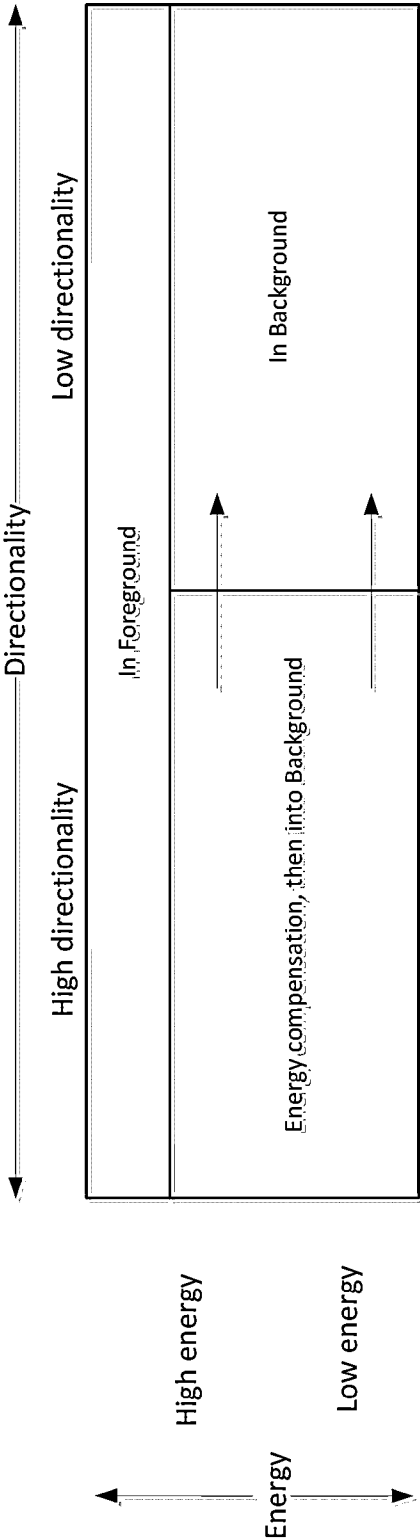 Directionality
High directionality
Low directionality
In Foreground
High energy
Energy compensation, then into Background
In Background
Low energy
Energy